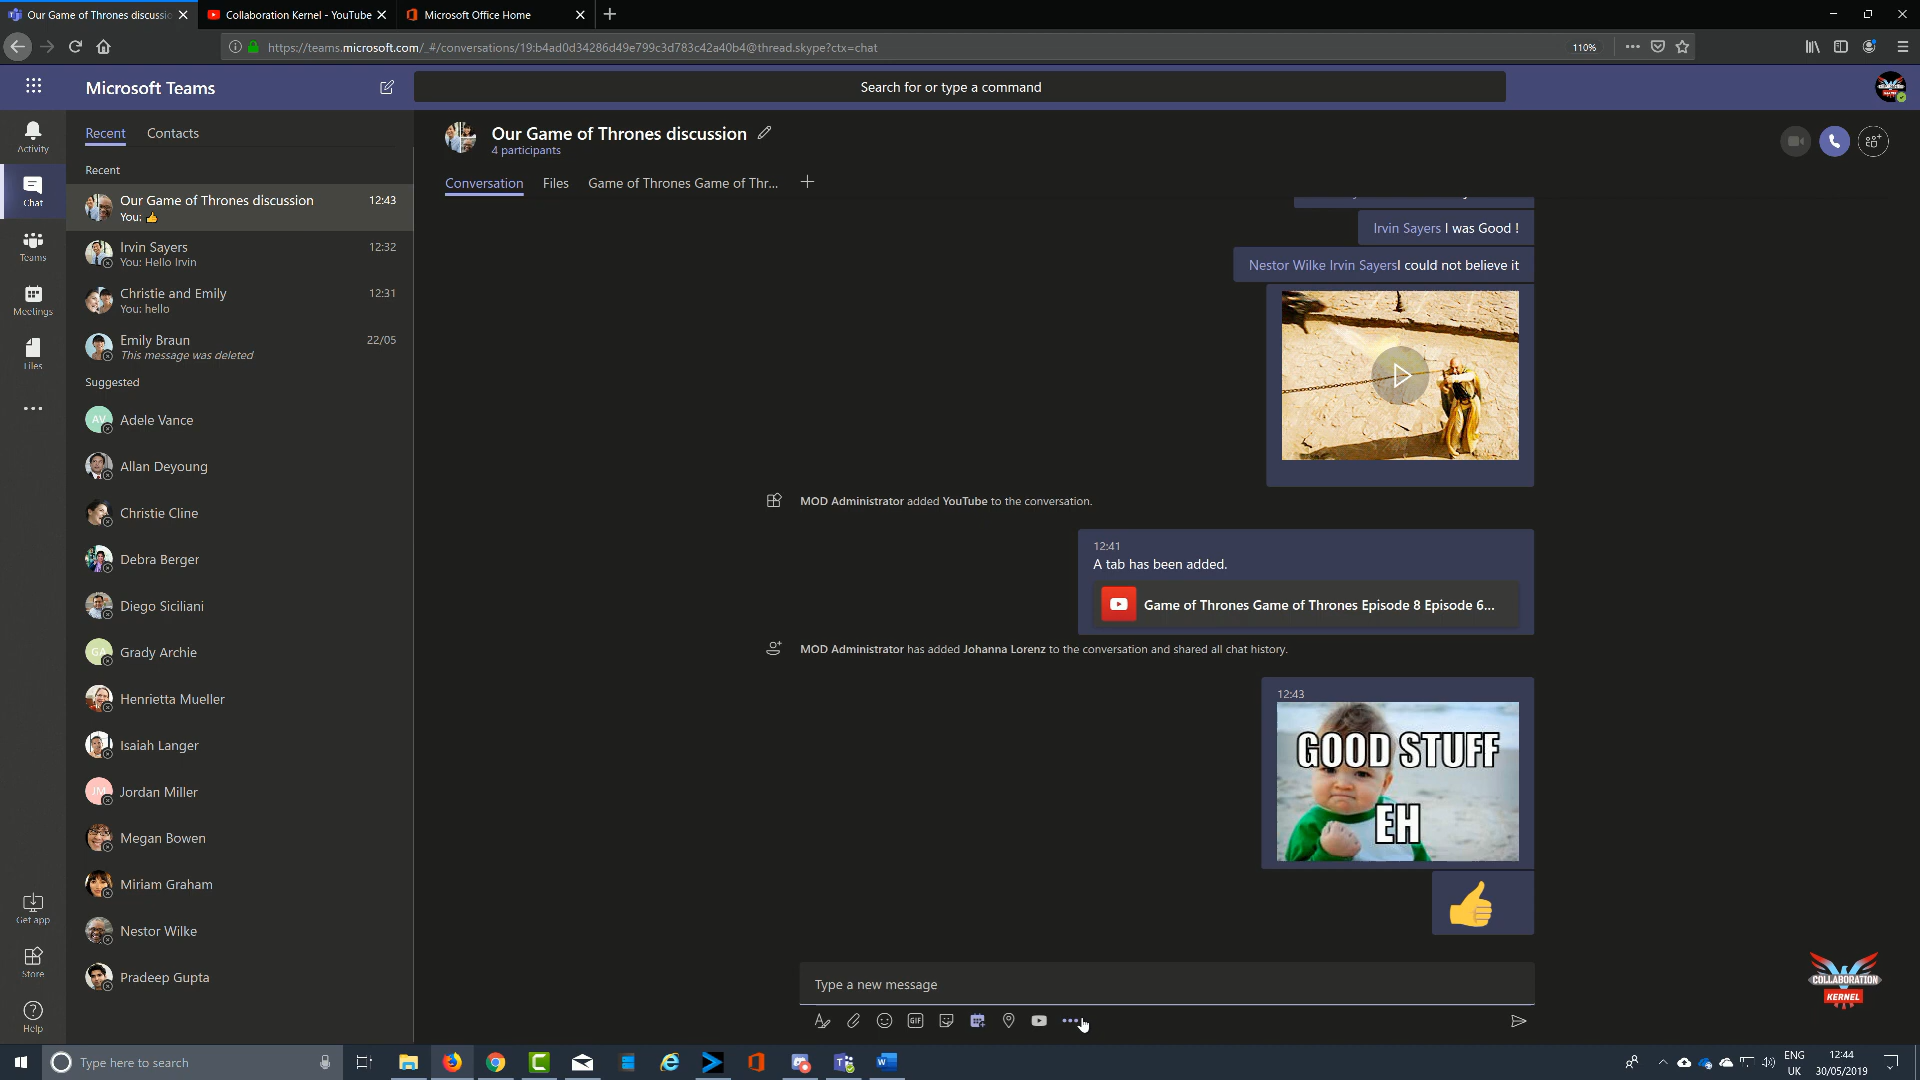 Our Game of Thrones discussio
Collaboration Kernel - YouTube
Microsoft Office Home
https://teams.microsoft.com/_#/conversations/19:b4ad0d34286d49e799c3d783c42a40b4@thread.skype?ctx=chat
110%
Microsoft Teams
Search for or type a command
Activity
Chat
Teams
Meetings
Files
Get app
Store
Help
Recent
Contacts
Recent
Our Game of Thrones discussion
12:43
You: 👍
Irvin Sayers
12:32
You: Hello Irvin
Christie and Emily
12:31
You: hello
Emily Braun
22/05
This message was deleted
Suggested
AV
Adele Vance
Allan Deyoung
Christie Cline
Debra Berger
Diego Siciliani
GA
Grady Archie
Henrietta Mueller
Isaiah Langer
JM
Jordan Miller
Megan Bowen
Miriam Graham
Nestor Wilke
Pradeep Gupta
Our Game of Thrones discussion
4 participants
Conversation
Files
Game of Thrones Game of Thr...
Irvin Sayers I was Good !
Nestor Wilke Irvin SayersI could not believe it
MOD Administrator added YouTube to the conversation.
12:41
A tab has been added.
Game of Thrones Game of Thrones Episode 8 Episode 6...
MOD Administrator has added Johanna Lorenz to the conversation and shared all chat history.
12:43
GOOD STUFF
EH
Type a new message
GIF
COLLABORATION
KERNEL
Type here to search
ENG
UK
12:44
30/05/2019